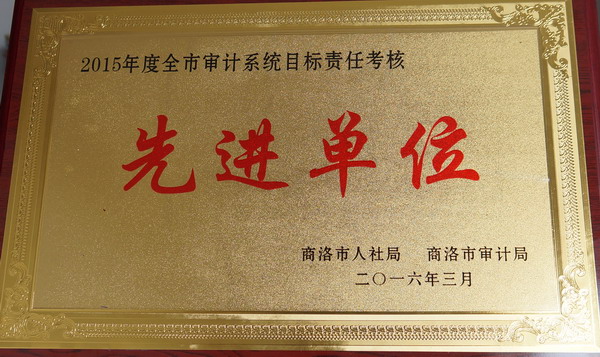 2015年度全市审计系统目标责任考核
先进单位
商洛市人社局 商洛市审计局
二〇一六年三月